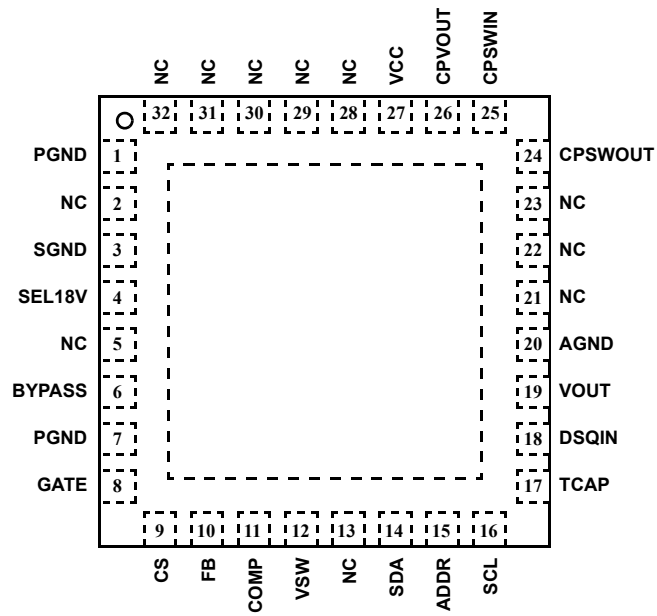 NC
NC
NC
NC
NC
VCC
CPVOUT
CPSWIN
32 31 30 29 28 27 26 25
PGND 1
NC 2
SGND 3
SEL18V 4
NC 5
BYPASS 6
PGND 7
GATE 8
24 CPSWOUT
23 NC
22 NC
21 NC
20 AGND
19 VOUT
18 DSQIN
17 TCAP
9 10 11 12 13 14 15 16
CS
FB
COMP
VSW
NC
SDA
ADDR
SCL